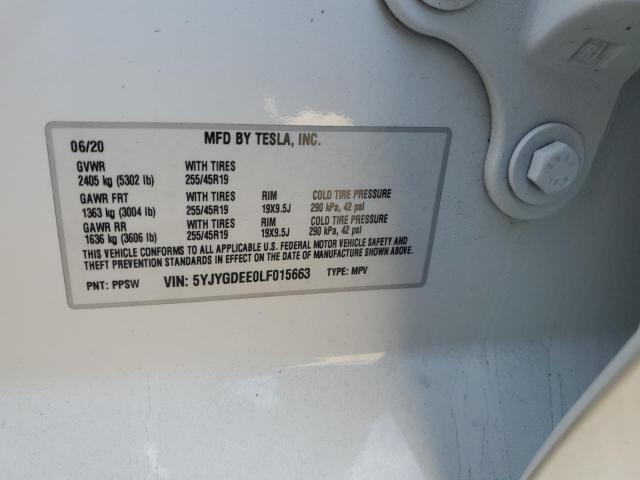 06/20 MFD BY TESLA, INC.
GVWR WITH TIRES
2405 kg (5302 lb) 255/45R19
GAWR FRT WITH TIRES RIM COLD TIRE PRESSURE
1363 kg (3004 lb) 255/45R19 19X9.5J 290 kPa, 42 psi
GAWR RR WITH TIRES RIM COLD TIRE PRESSURE
1636 kg (3606 lb) 255/45R19 19X9.5J 290 kPa, 42 psi
THIS VEHICLE CONFORMS TO ALL APPLICABLE U.S. FEDERAL MOTOR VEHICLE SAFETY AND
THEFT PREVENTION STANDARDS IN EFFECT ON THE DATE OF MANUFACTURE SHOWN ABOVE.
PNT: PPSW VIN: 5YJYGDEE0LF015663 TYPE: MPV